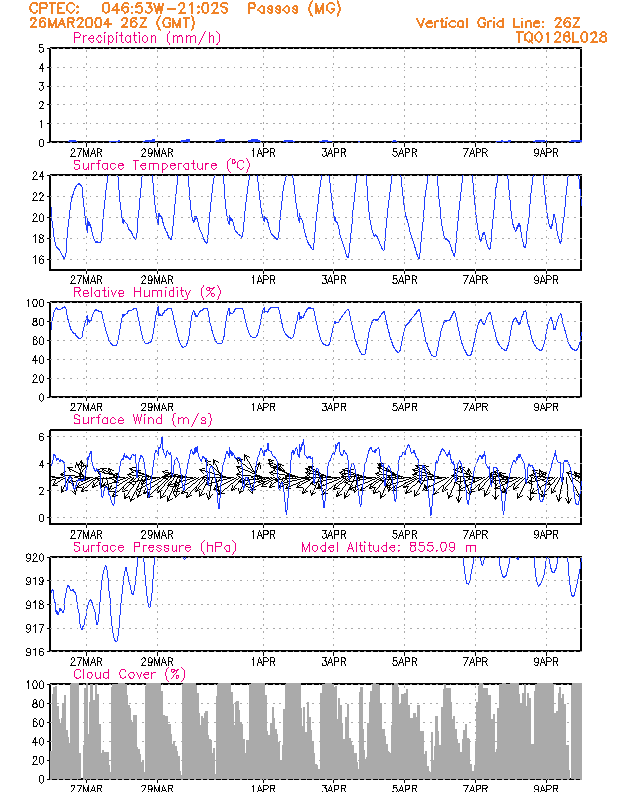 CPTEC: 046:53W-21:02S Passos (MG)
26MAR2004 26Z (GMT) Vertical Grid Line: 26Z
Precipitation (mm/h) TQ0126L028
5
4
3
2
1
0
27MAR 29MAR 1APR 3APR 5APR 7APR 9APR
Surface Temperature (°C)
24
22
20
18
16
27MAR 29MAR 1APR 3APR 5APR 7APR 9APR
Relative Humidity (%)
100
80
60
40
20
0
27MAR 29MAR 1APR 3APR 5APR 7APR 9APR
Surface Wind (m/s)
6
4
2
0
27MAR 29MAR 1APR 3APR 5APR 7APR 9APR
Surface Pressure (hPa) Model Altitude: 855.09 m
920
919
918
917
916
27MAR 29MAR 1APR 3APR 5APR 7APR 9APR
Cloud Cover (%)
100
80
60
40
20
0
27MAR 29MAR 1APR 3APR 5APR 7APR 9APR